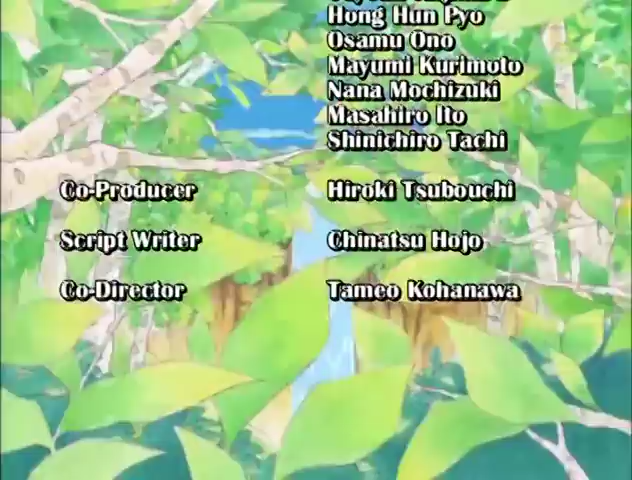 Hong Hun Pyo
Osamu Ono
Mayumi Kurimoto
Nana Mochizuki
Masahiro Ito
Shinichiro Tachi
Co-Producer Hiroki Tsubouchi
Script Writer Chinatsu Hojo
Co-Director Tameo Kohanawa